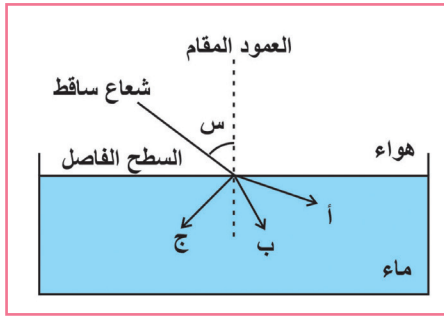 العمود المقام
شعاع ساقط
س
السطح الفاصل
هواء
أ
ب
ج
ماء